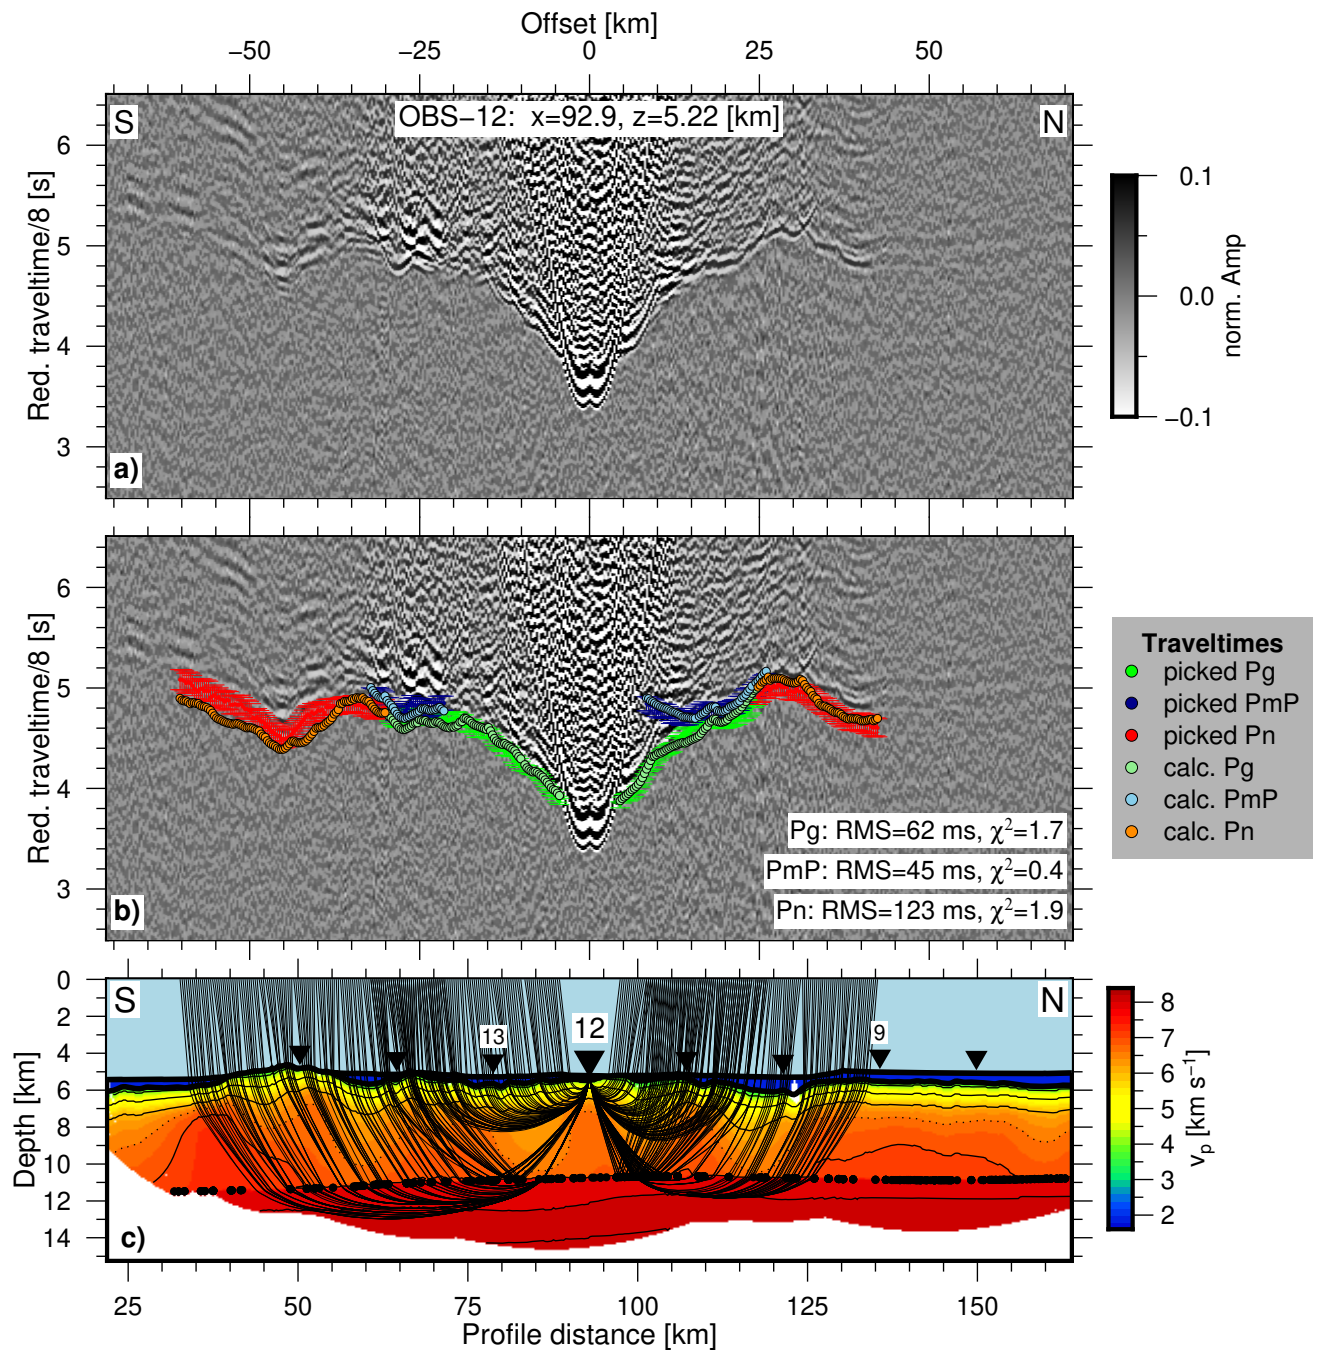 Offset [km]
−50 −25 0 25 50
S
OBS−12: x=92.9, z=5.22 [km]
N
6
5
4
3
Red. traveltime/8 [s]
a)
0.1
0.0
−0.1
norm. Amp
6
5
4
3
Red. traveltime/8 [s]
b)
Pg: RMS=62 ms, χ²=1.7
PmP: RMS=45 ms, χ²=0.4
Pn: RMS=123 ms, χ²=1.9
Traveltimes
picked Pg
picked PmP
picked Pn
calc. Pg
calc. PmP
calc. Pn
0
2
4
6
8
10
12
14
Depth [km]
S
N
13
12
9
c)
8
7
6
5
4
3
2
vp [km s⁻¹]
25 50 75 100 125 150
Profile distance [km]